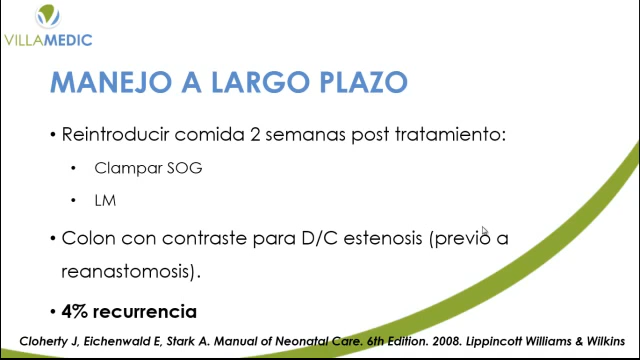 VILLAMEDIC
MANEJO A LARGO PLAZO
• Reintroducir comida 2 semanas post tratamiento:
• Clampar SOG
• LM
• Colon con contraste para D/C estenosis (previo a
reanastomosis).
• 4% recurrencia
Cloherty J, Eichenwald E, Stark A. Manual of Neonatal Care. 6th Edition. 2008. Lippincott Williams & Wilkins